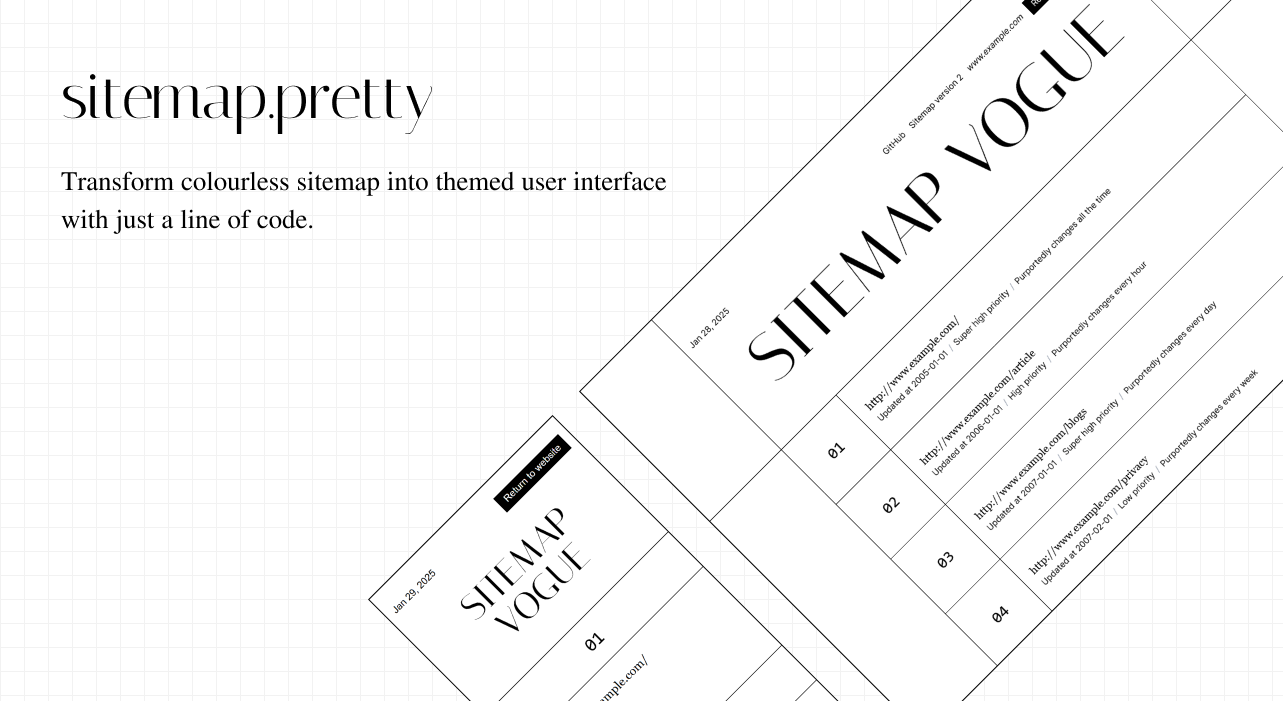 sitemap.pretty
Transform colourless sitemap into themed user interface
with just a line of code.
GitHub Sitemap version 2 www.example.com
Jan 28, 2025
SITEMAP VOGUE
01
http://www.example.com/
Updated at 2005-01-01 / Super high priority / Purportedly changes all the time
02
http://www.example.com/article
Updated at 2006-01-01 / High priority / Purportedly changes every hour
03
http://www.example.com/blogs
Updated at 2007-01-01 / Super high priority / Purportedly changes every day
04
http://www.example.com/privacy
Updated at 2007-02-01 / Low priority / Purportedly changes every week
Return to website
Jan 29, 2025
SITEMAP
VOGUE
01
mple.com/